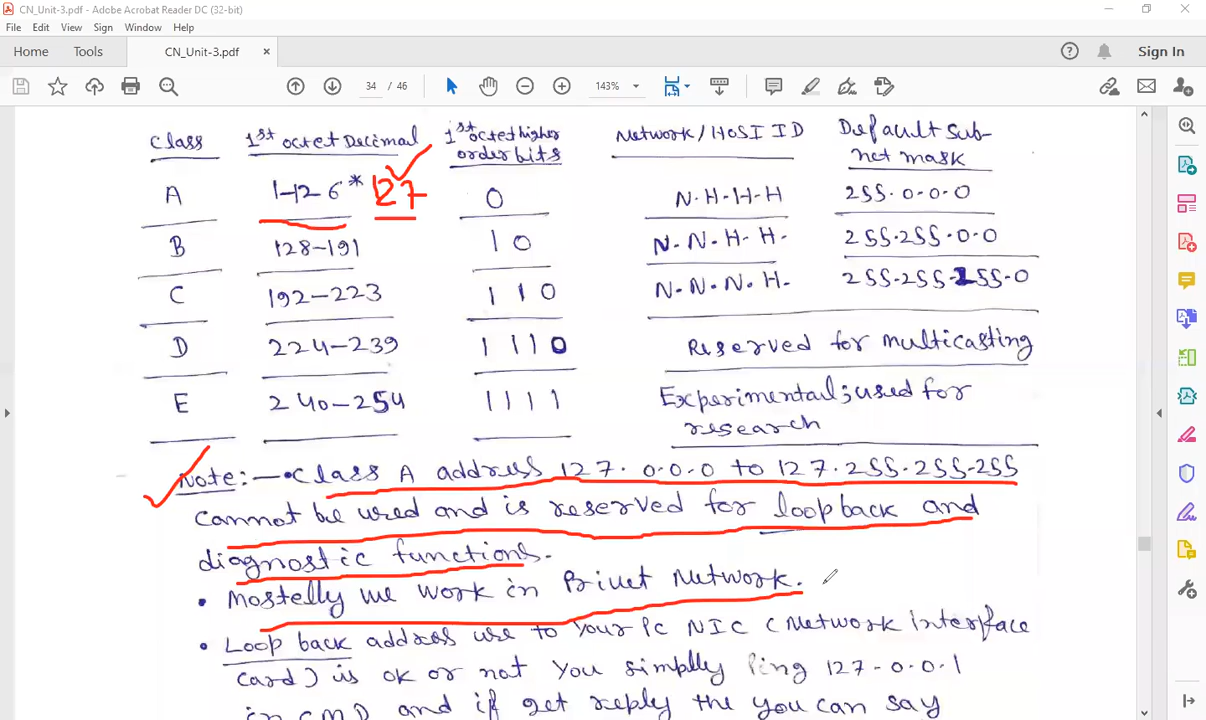 CN_Unit-3.pdf - Adobe Acrobat Reader DC (32-bit)
File Edit View Sign Window Help
Home Tools CN_Unit-3.pdf × Sign In
34 / 46 143%
Class 1st octet Decimal 1st octet higher order bits Network/HOST ID Default Sub-net mask
A 1-126* 127 0 N.H.H.H 255.0.0.0
B 128-191 10 N.N.H.H. 255.255.0.0
C 192-223 110 N.N.N.H. 255.255.255.0
D 224-239 1110 Reserved for multicasting
E 240-254 1111 Experimental; used for research
Note:-•Class A address 127.0.0.0 to 127.255.255.255
cannot be used and is reserved for loopback and
diagnostic functions.
• Mostelly we work in Privet Network.
• Loop back address use to your PC NIC (Network interface
card) is ok or not You simplly Ping 127.0.0.1
in CMD and if get reply the you can say